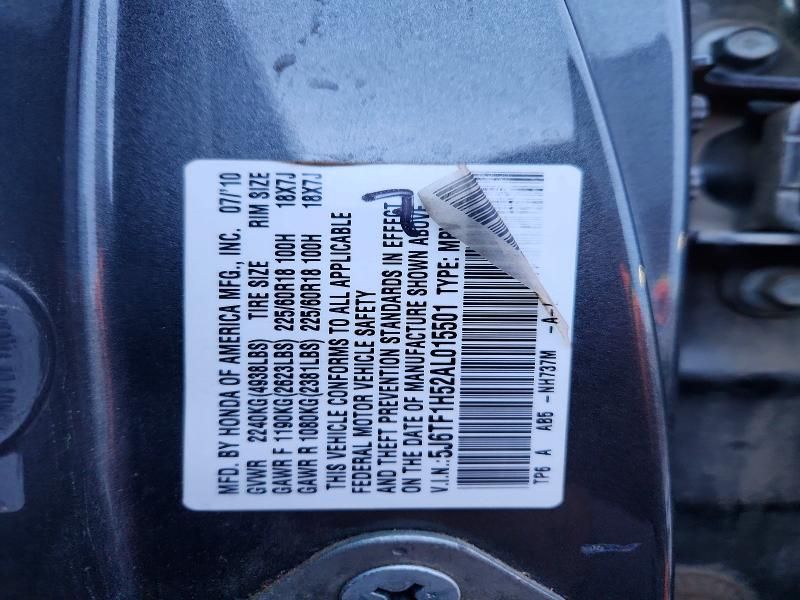 MFD. BY HONDA OF AMERICA MFG., INC. 07/'10
GVWR 2240KG(4938LBS) TIRE SIZE RIM SIZE
GAWR F 1190KG(2623LBS) 225/60R18 100H 18X7J
GAWR R 1080KG(2381LBS) 225/60R18 100H 18X7J
THIS VEHICLE CONFORMS TO ALL APPLICABLE
FEDERAL MOTOR VEHICLE SAFETY
AND THEFT PREVENTION STANDARDS IN EFFECT
ON THE DATE OF MANUFACTURE SHOWN ABOVE
V.I.N.:5J6TF1H52AL015501 TYPE:
TP6 A AB5 -NH737M -A-